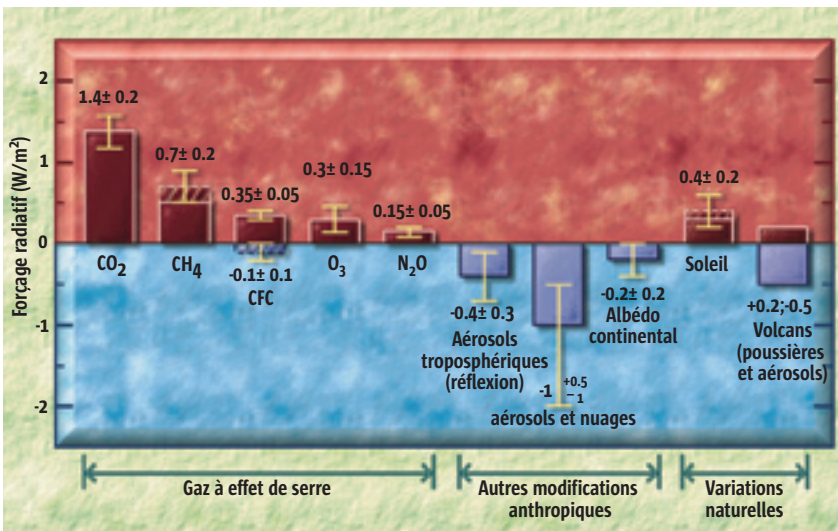 Forçage radiatif (W/m²)
2
1
0
-1
-2
1.4± 0.2
CO₂
0.7± 0.2
CH₄
0.35± 0.05
-0.1± 0.1
CFC
0.3± 0.15
O₃
0.15± 0.05
N₂O
-0.4± 0.3
Aérosols
troposphériques
(réflexion)
-1 +0.5
−1
aérosols et nuages
-0.2± 0.2
Albédo
continental
0.4± 0.2
Soleil
+0.2;-0.5
Volcans
(poussières
et aérosols)
Gaz à effet de serre
Autres modifications
anthropiques
Variations
naturelles